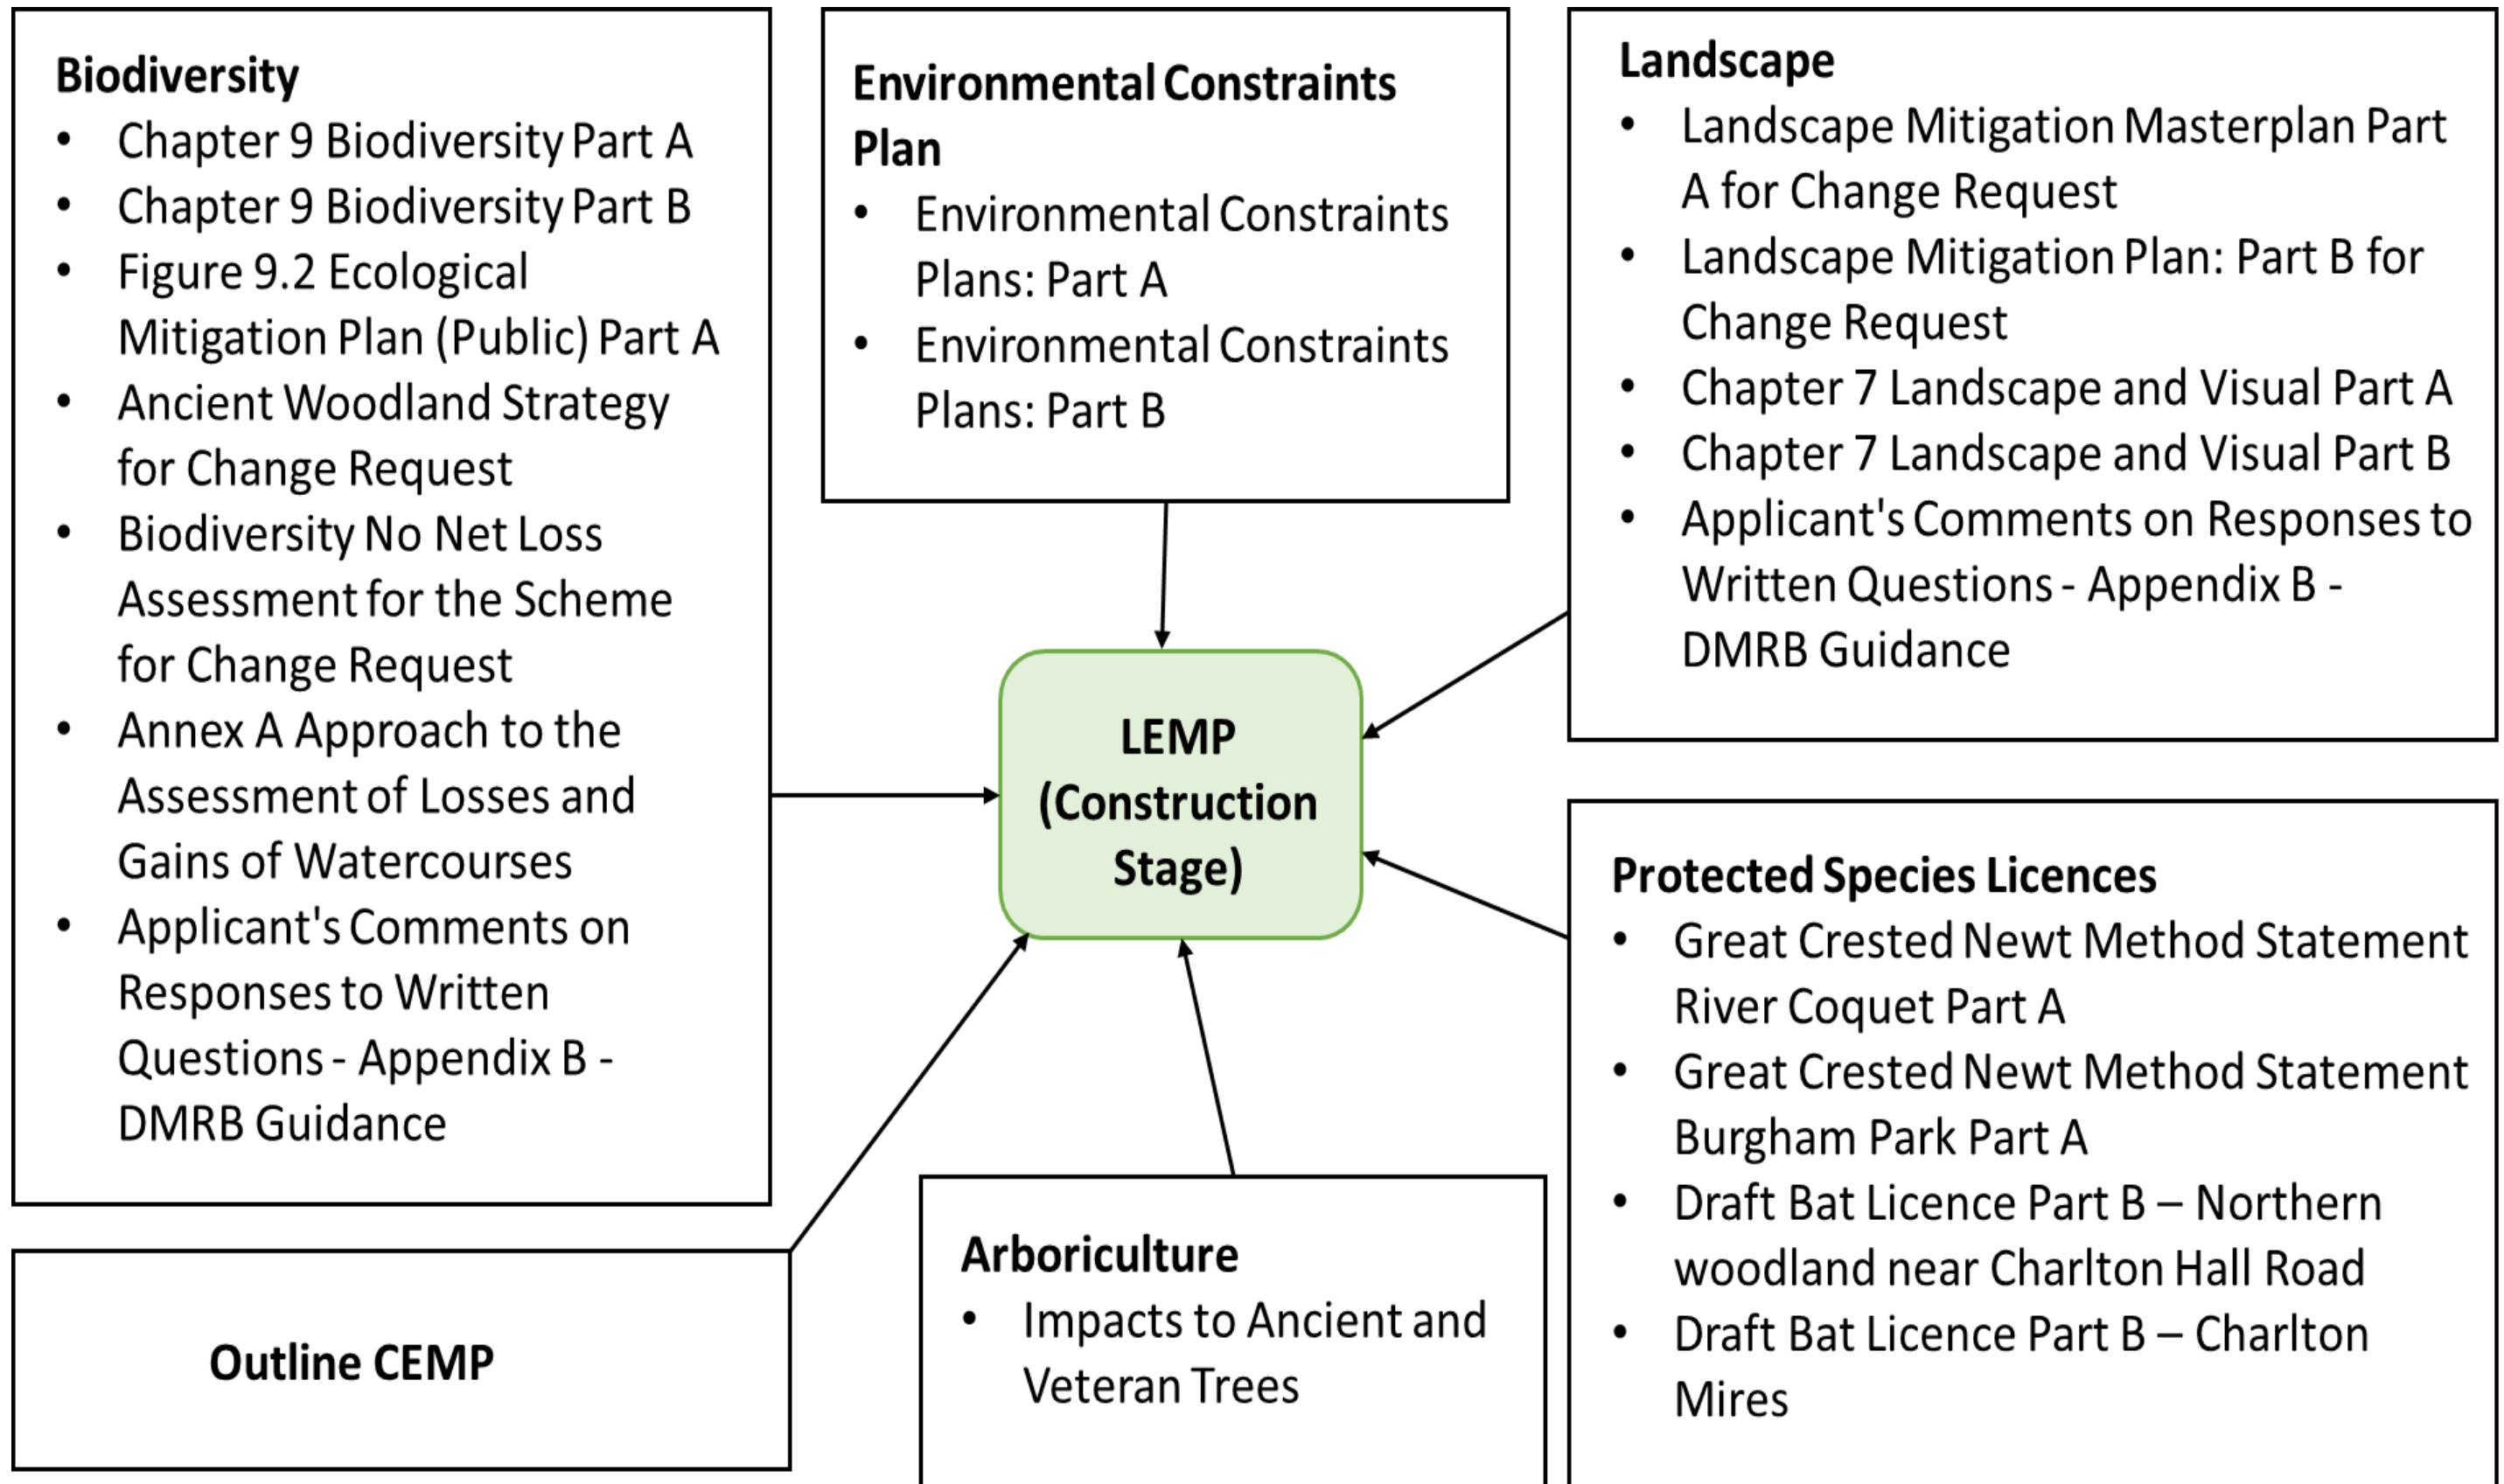 Biodiversity
• Chapter 9 Biodiversity Part A
• Chapter 9 Biodiversity Part B
• Figure 9.2 Ecological
Mitigation Plan (Public) Part A
• Ancient Woodland Strategy
for Change Request
• Biodiversity No Net Loss
Assessment for the Scheme
for Change Request
• Annex A Approach to the
Assessment of Losses and
Gains of Watercourses
• Applicant's Comments on
Responses to Written
Questions - Appendix B -
DMRB Guidance
Environmental Constraints
Plan
• Environmental Constraints
Plans: Part A
• Environmental Constraints
Plans: Part B
Landscape
• Landscape Mitigation Masterplan Part
A for Change Request
• Landscape Mitigation Plan: Part B for
Change Request
• Chapter 7 Landscape and Visual Part A
• Chapter 7 Landscape and Visual Part B
• Applicant's Comments on Responses to
Written Questions - Appendix B -
DMRB Guidance
LEMP
(Construction
Stage)
Protected Species Licences
• Great Crested Newt Method Statement
River Coquet Part A
• Great Crested Newt Method Statement
Burgham Park Part A
• Draft Bat Licence Part B – Northern
woodland near Charlton Hall Road
• Draft Bat Licence Part B – Charlton
Mires
Outline CEMP
Arboriculture
• Impacts to Ancient and
Veteran Trees